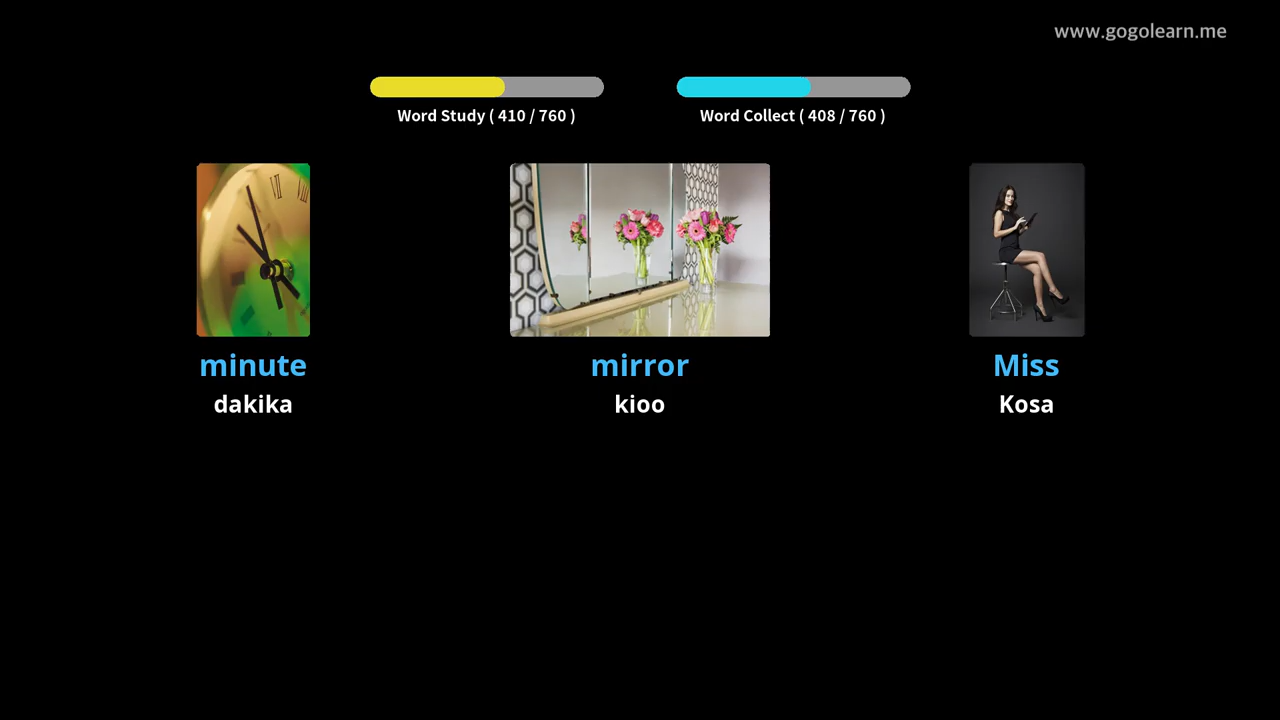 www.gogolearn.me
Word Study ( 410 / 760 )
Word Collect ( 408 / 760 )
minute
dakika
mirror
kioo
Miss
Kosa